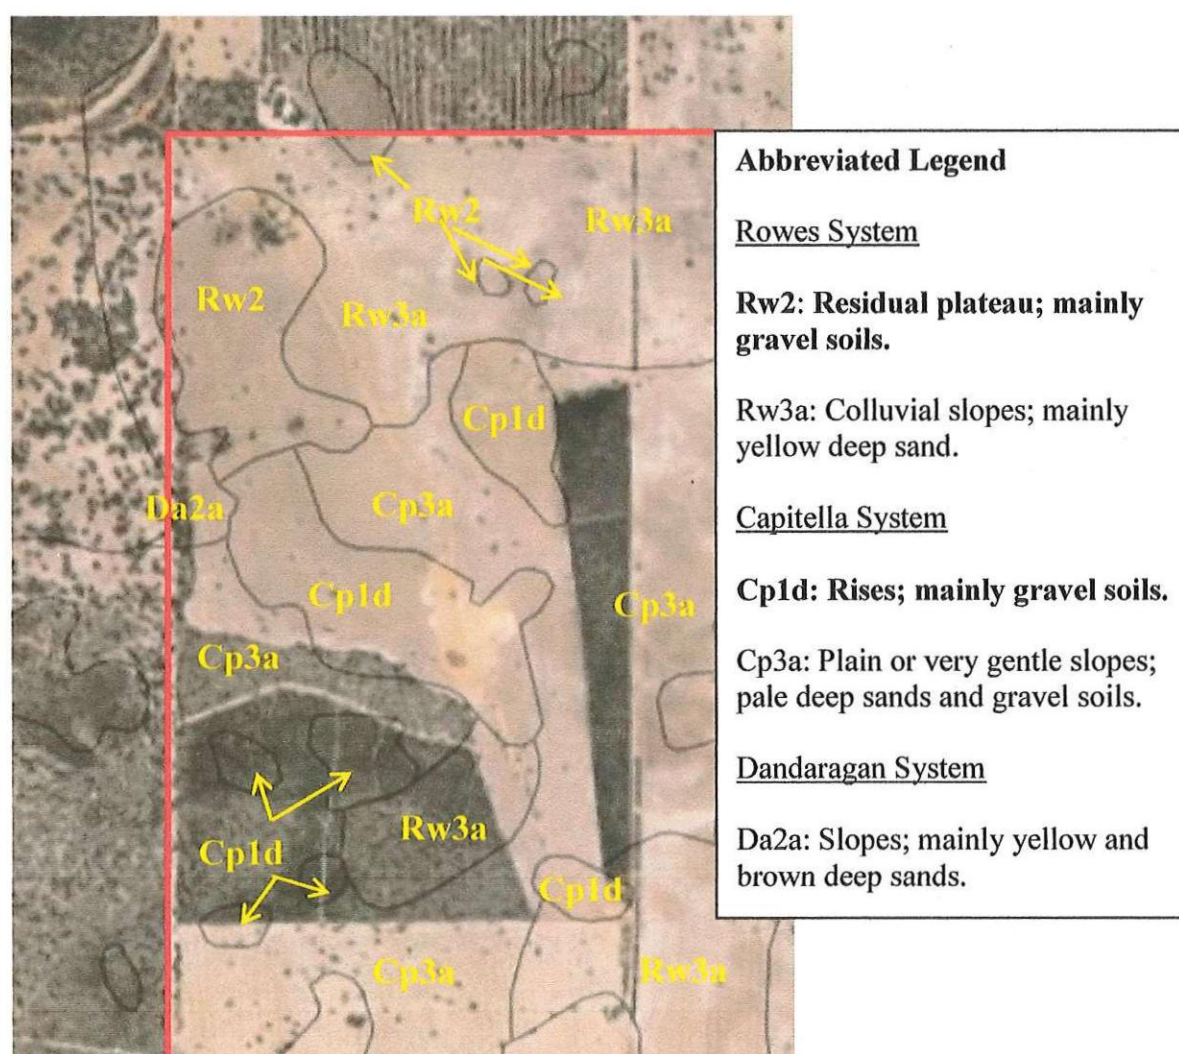 Rw2
Rw3a
Rw2
Rw3a
Cp1d
Da2a
Cp3a
Cp1d
Cp3a
Cp3a
Rw3a
Cp1d
Cp1d
Cp3a
Rw3a
Abbreviated Legend
Rowes System
Rw2: Residual plateau; mainly
gravel soils.
Rw3a: Colluvial slopes; mainly
yellow deep sand.
Capitella System
Cp1d: Rises; mainly gravel soils.
Cp3a: Plain or very gentle slopes;
pale deep sands and gravel soils.
Dandaragan System
Da2a: Slopes; mainly yellow and
brown deep sands.